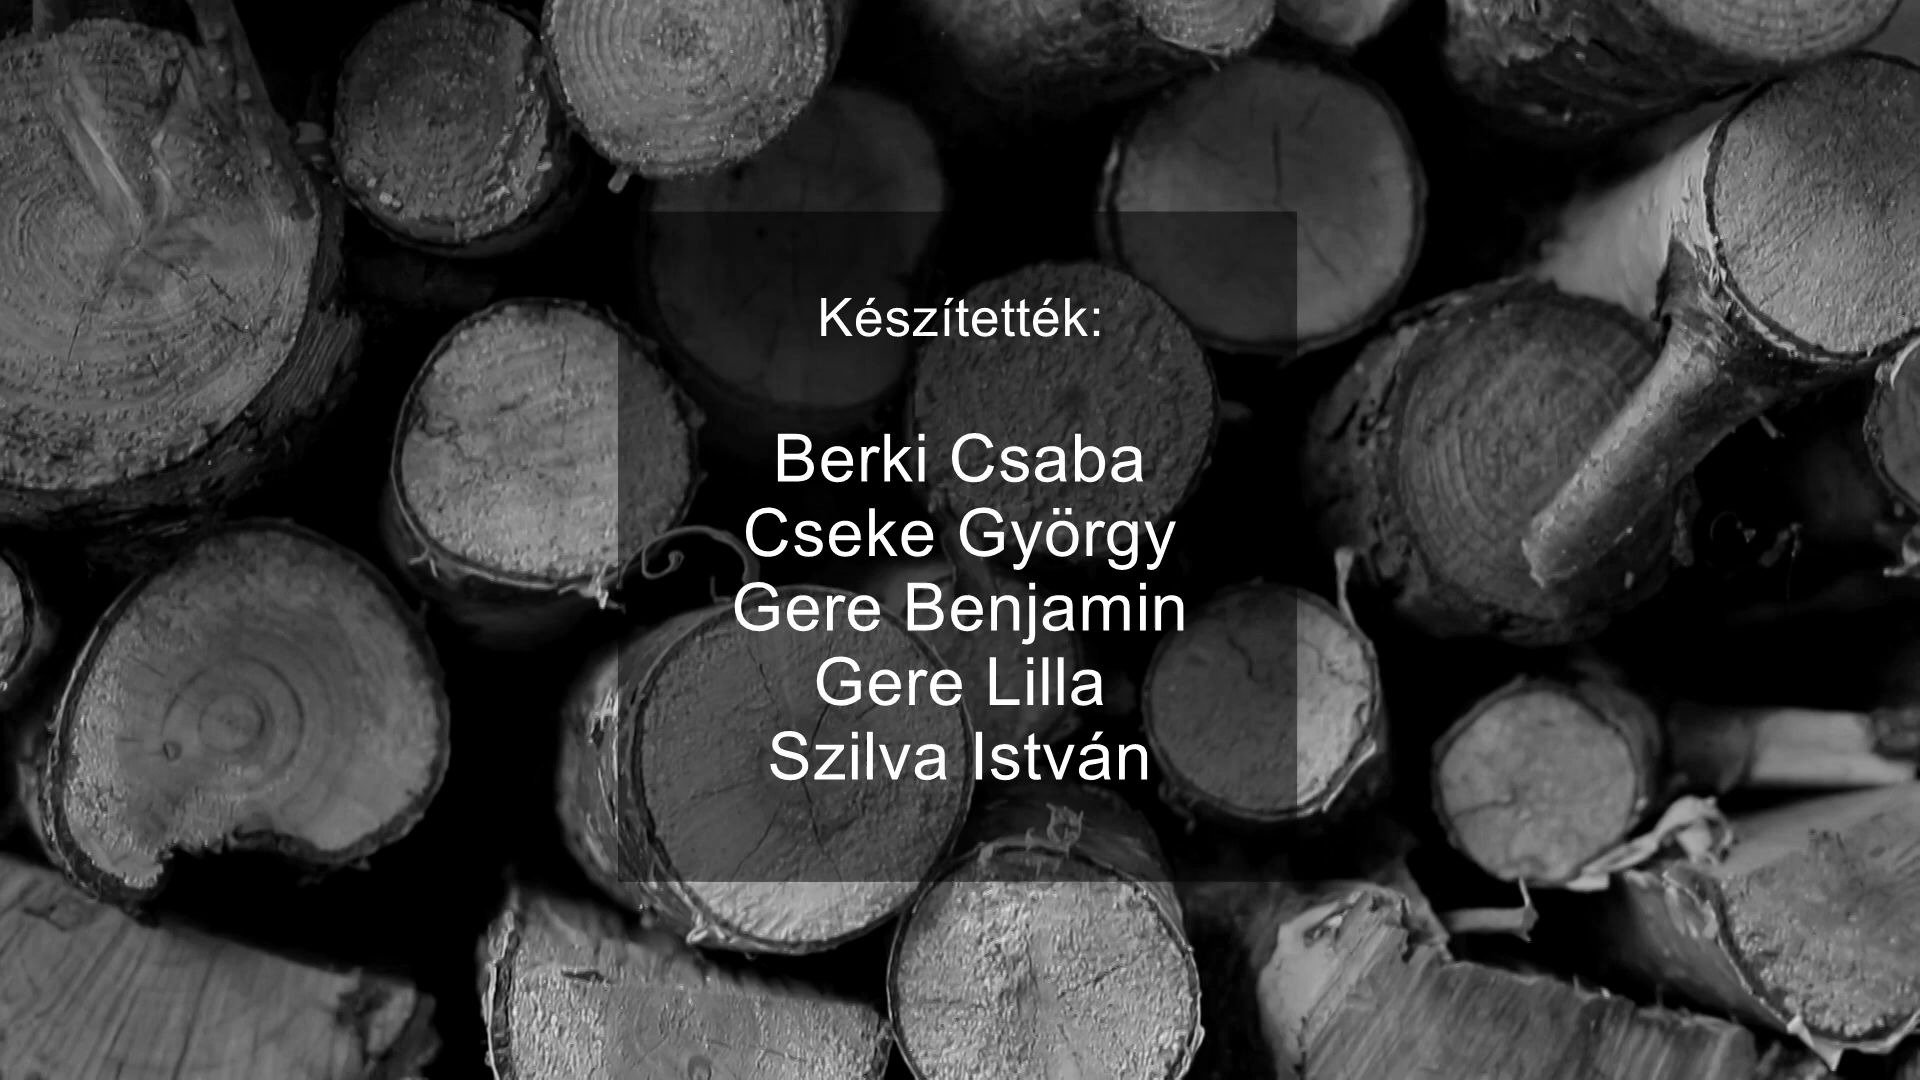 Készítették:
Berki Csaba
Cseke György
Gere Benjamin
Gere Lilla
Szilva István